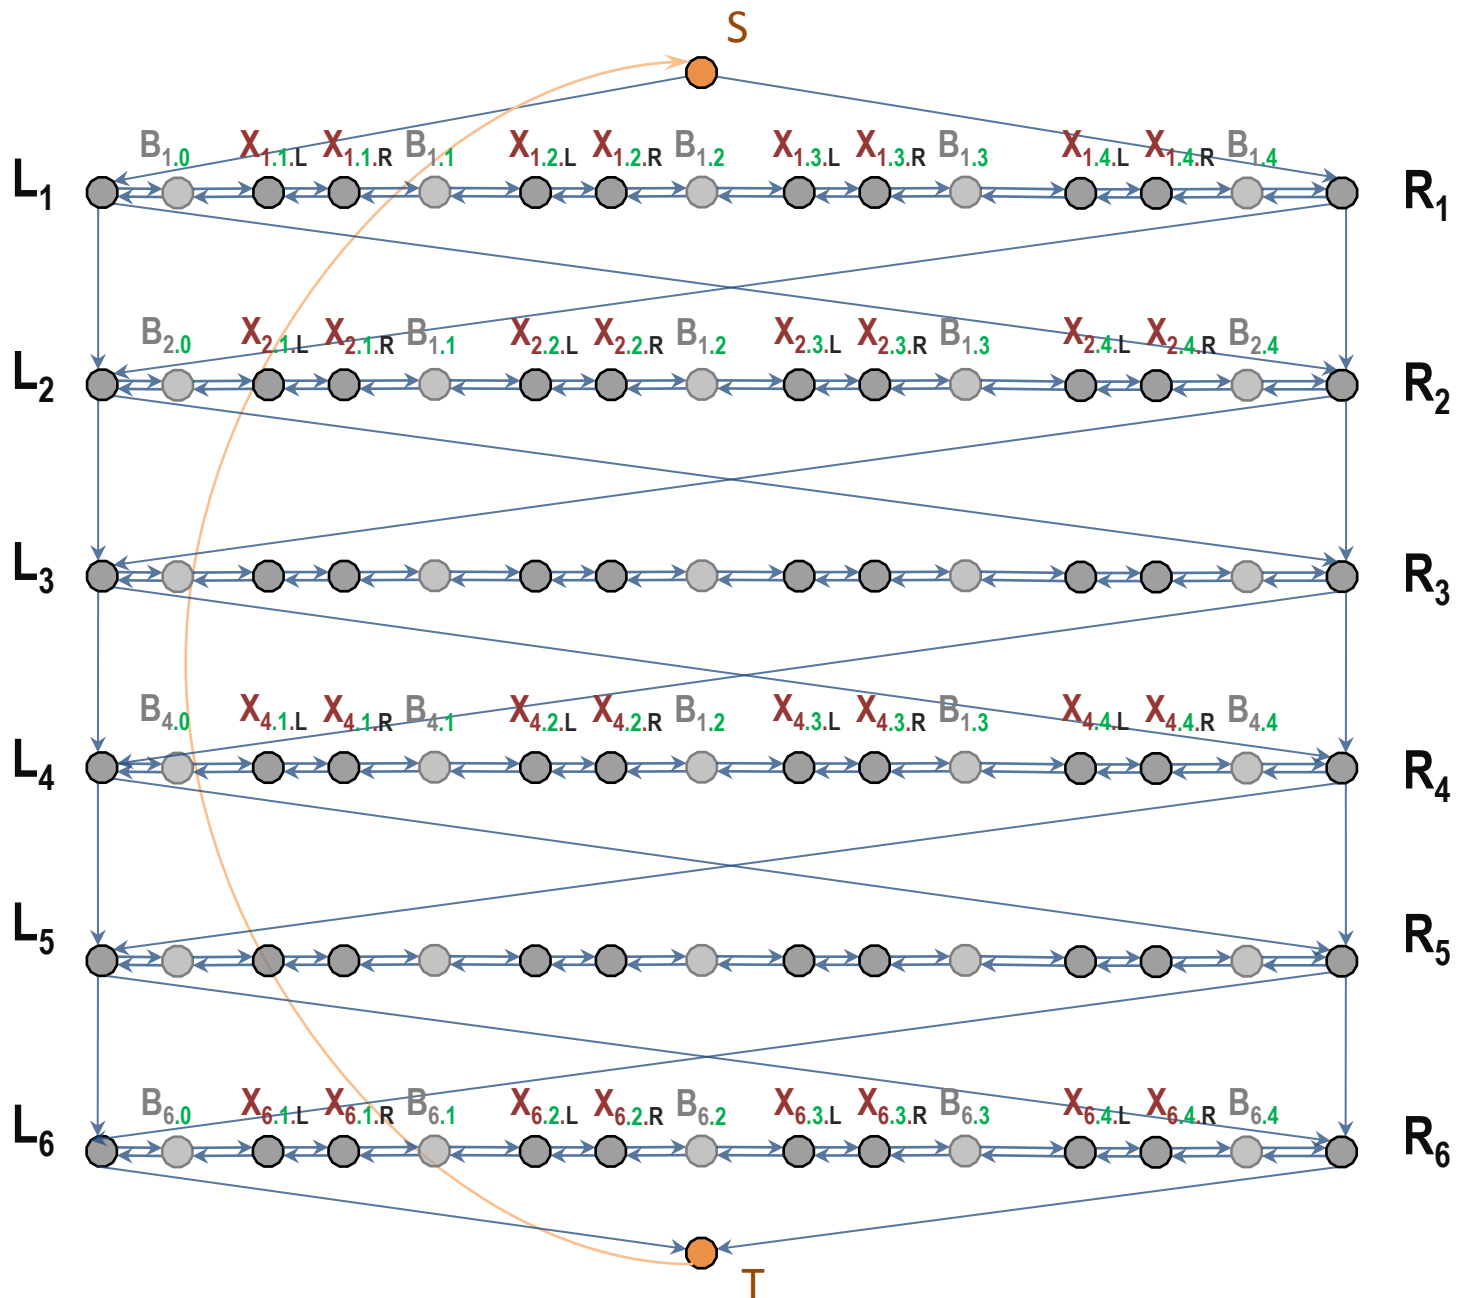 S
B1.0 X1.1.L X1.1.R B1.1 X1.2.L X1.2.R B1.2 X1.3.L X1.3.R B1.3 X1.4.L X1.4.R B1.4
L1 R1
B2.0 X2.1.L X2.1.R B1.1 X2.2.L X2.2.R B1.2 X2.3.L X2.3.R B1.3 X2.4.L X2.4.R B2.4
L2 R2
L3 R3
B4.0 X4.1.L X4.1.R B4.1 X4.2.L X4.2.R B1.2 X4.3.L X4.3.R B1.3 X4.4.L X4.4.R B4.4
L4 R4
L5 R5
B6.0 X6.1.L X6.1.R B6.1 X6.2.L X6.2.R B6.2 X6.3.L X6.3.R B6.3 X6.4.L X6.4.R B6.4
L6 R6
T